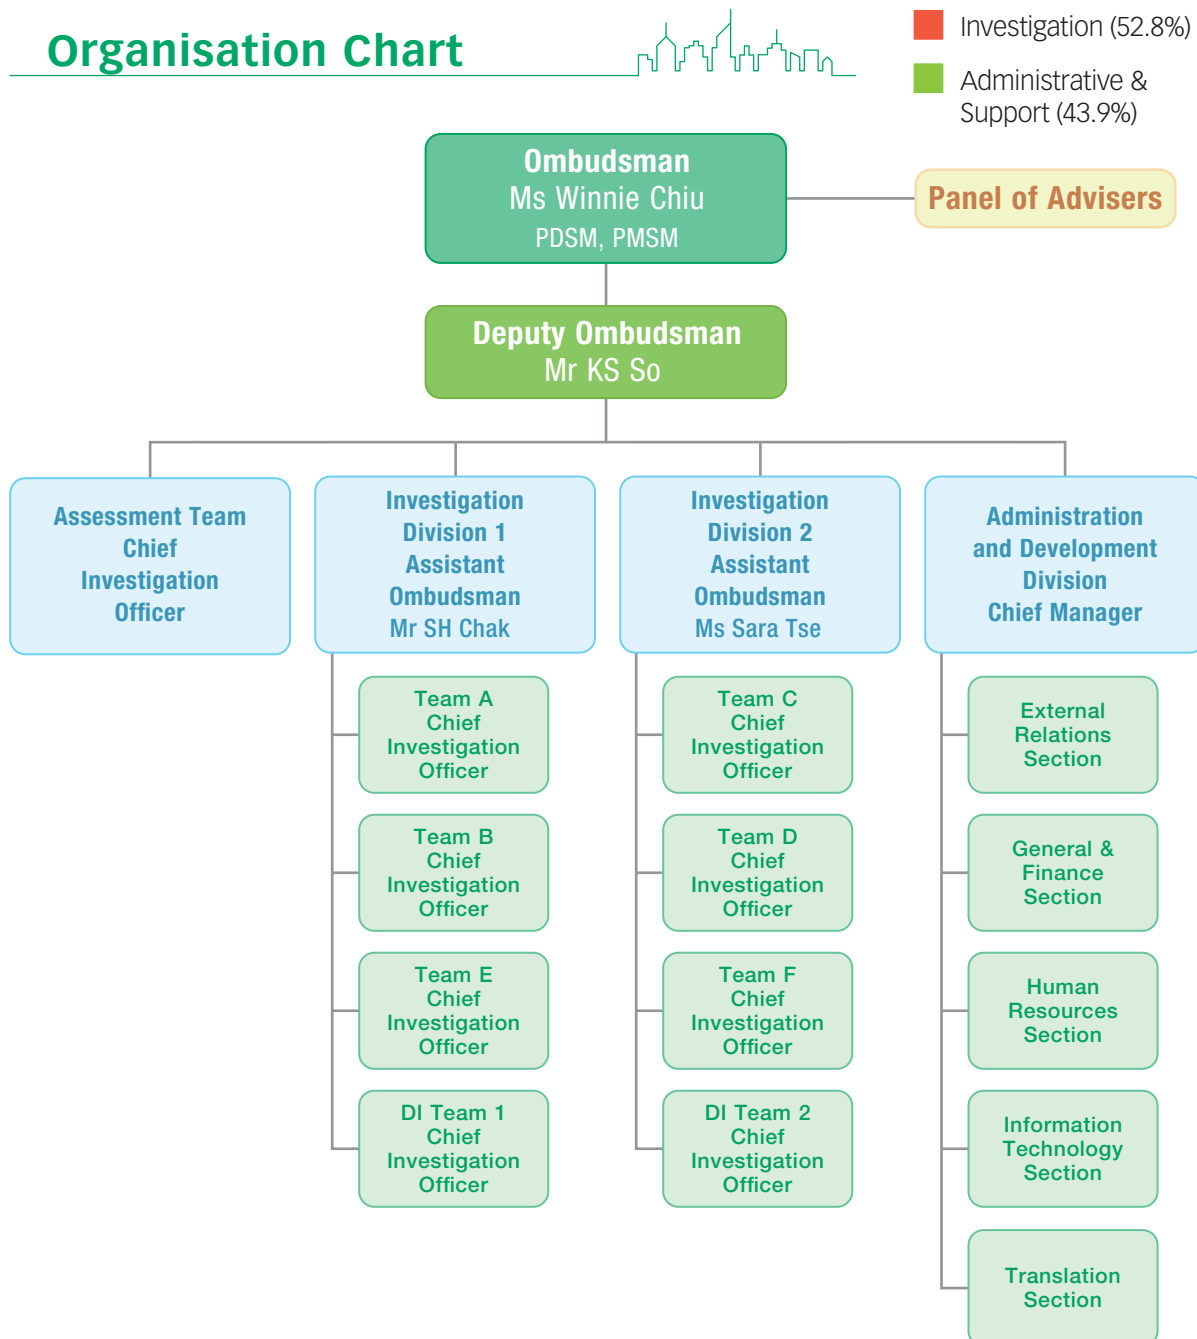 Organisation Chart
Investigation (52.8%)
Administrative &
Support (43.9%)
Ombudsman
Ms Winnie Chiu
PDSM, PMSM
Panel of Advisers
Deputy Ombudsman
Mr KS So
Assessment Team
Chief
Investigation
Officer
Investigation
Division 1
Assistant
Ombudsman
Mr SH Chak
Investigation
Division 2
Assistant
Ombudsman
Ms Sara Tse
Administration
and Development
Division
Chief Manager
Team A
Chief
Investigation
Officer
Team B
Chief
Investigation
Officer
Team E
Chief
Investigation
Officer
DI Team 1
Chief
Investigation
Officer
Team C
Chief
Investigation
Officer
Team D
Chief
Investigation
Officer
Team F
Chief
Investigation
Officer
DI Team 2
Chief
Investigation
Officer
External
Relations
Section
General &
Finance
Section
Human
Resources
Section
Information
Technology
Section
Translation
Section